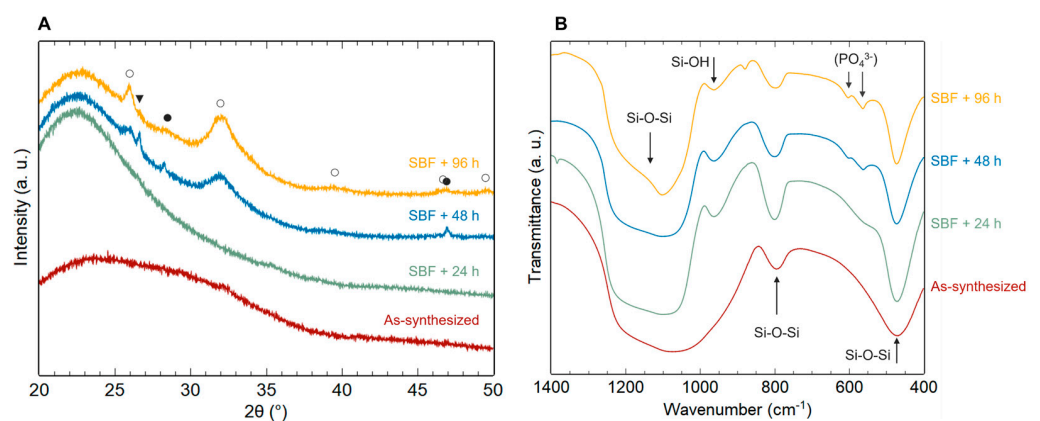 A
Intensity (a. u.)
SBF + 96 h
SBF + 48 h
SBF + 24 h
As-synthesized
20 25 30 35 40 45 50
2θ (°)
B
Transmittance (a. u.)
Si-OH
(PO₄³⁻)
Si-O-Si
SBF + 96 h
SBF + 48 h
SBF + 24 h
As-synthesized
Si-O-Si
Si-O-Si
1400 1200 1000 800 600 400
Wavenumber (cm⁻¹)